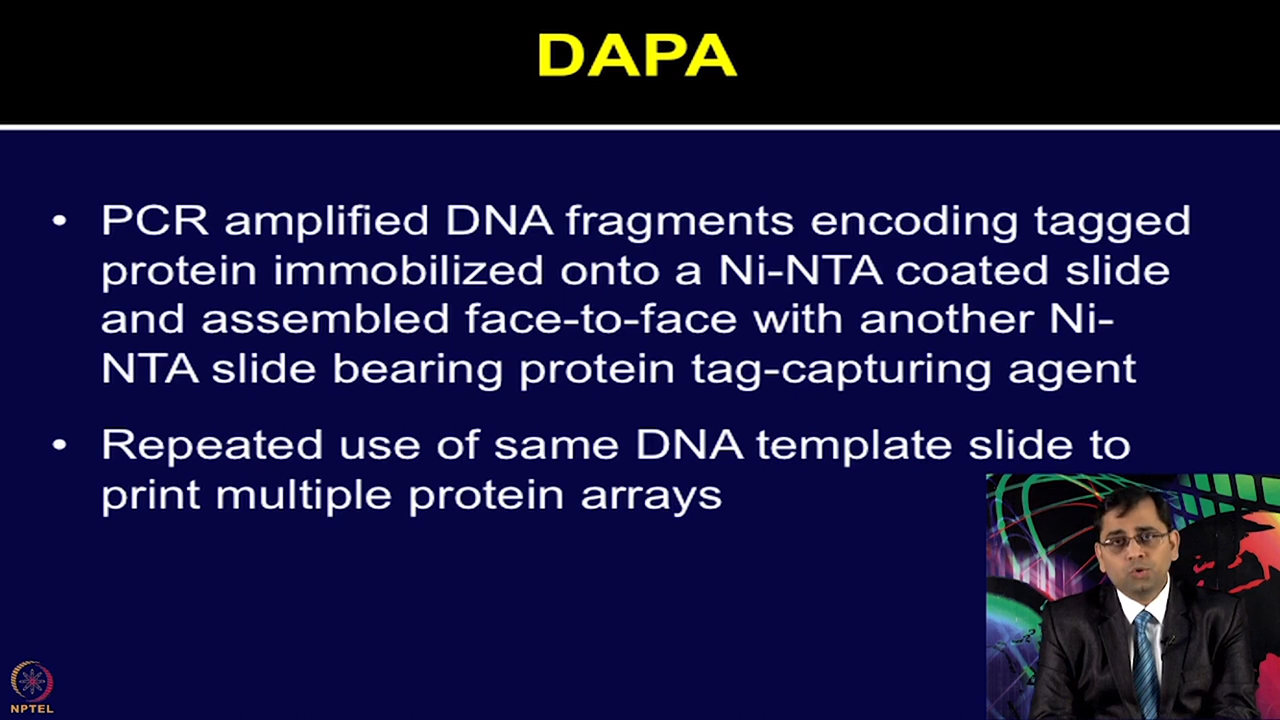 DAPA
• PCR amplified DNA fragments encoding tagged
protein immobilized onto a Ni-NTA coated slide
and assembled face-to-face with another Ni-
NTA slide bearing protein tag-capturing agent
• Repeated use of same DNA template slide to
print multiple protein arrays
NPTEL